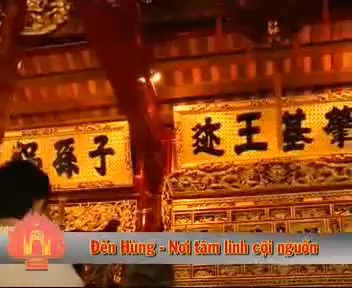 肇基王迹
子孫
Đền Hùng - Nơi tâm linh cội nguồn